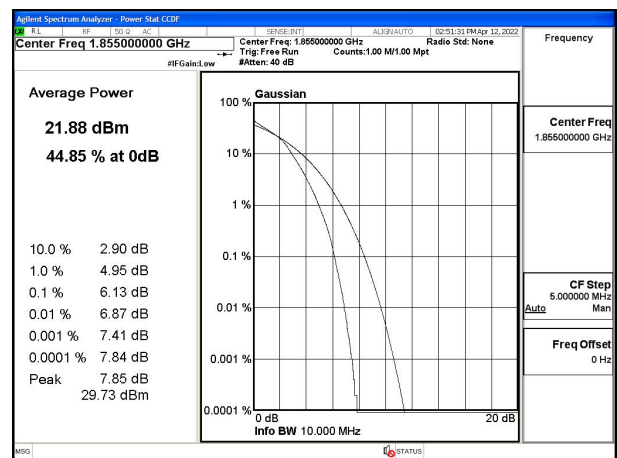 Agilent Spectrum Analyzer - Power Stat CCDF
RL RF 50 Ω AC SENSE:INT ALIGN AUTO 02:51:31 PM Apr 12, 2022
Center Freq 1.855000000 GHz
Center Freq: 1.855000000 GHz Radio Std: None
Trig: Free Run Counts:1.00 M/1.00 Mpt
#IFGain:Low #Atten: 40 dB
Frequency
Average Power
21.88 dBm
44.85 % at 0dB
10.0 % 2.90 dB
1.0 % 4.95 dB
0.1 % 6.13 dB
0.01 % 6.87 dB
0.001 % 7.41 dB
0.0001 % 7.84 dB
Peak 7.85 dB
29.73 dBm
Gaussian
100 %
10 %
1 %
0.1 %
0.01 %
0.001 %
0.0001 %
0 dB 20 dB
Info BW 10.000 MHz
Center Freq
1.855000000 GHz
CF Step
5.000000 MHz
Auto Man
Freq Offset
0 Hz
MSG STATUS